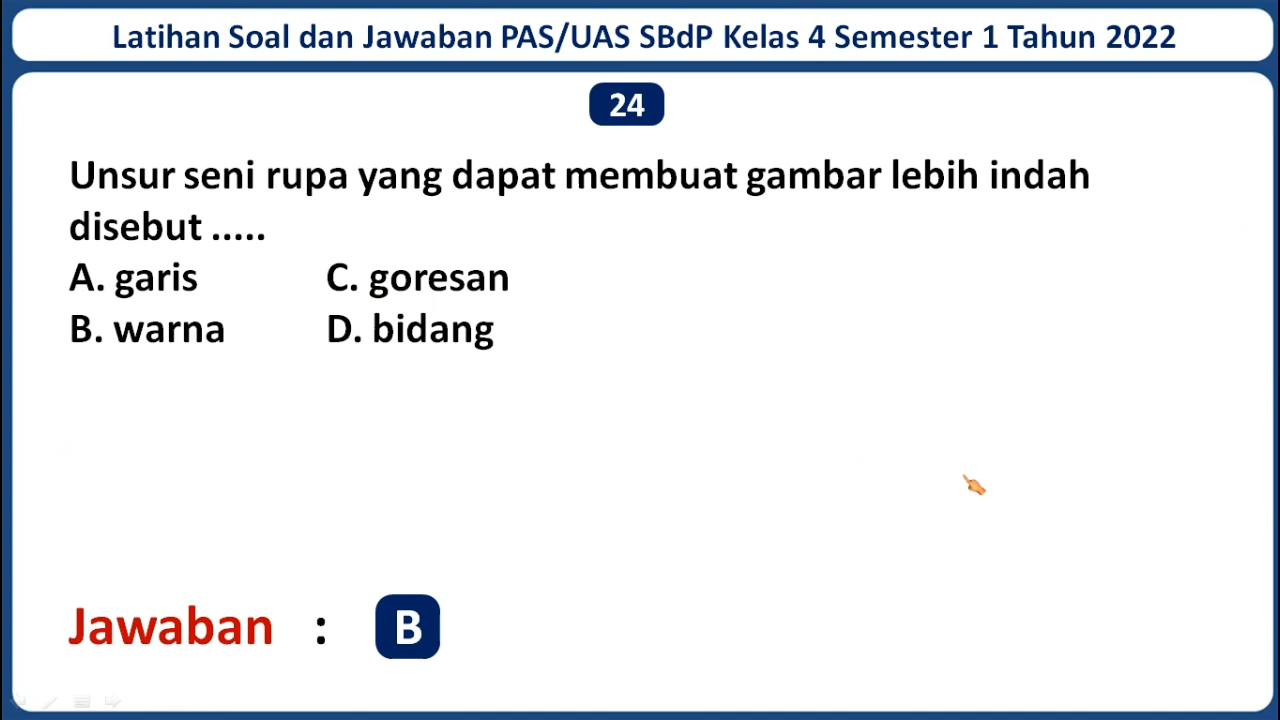 Latihan Soal dan Jawaban PAS/UAS SBdP Kelas 4 Semester 1 Tahun 2022
24
Unsur seni rupa yang dapat membuat gambar lebih indah
disebut .....
A. garis C. goresan
B. warna D. bidang
Jawaban : B